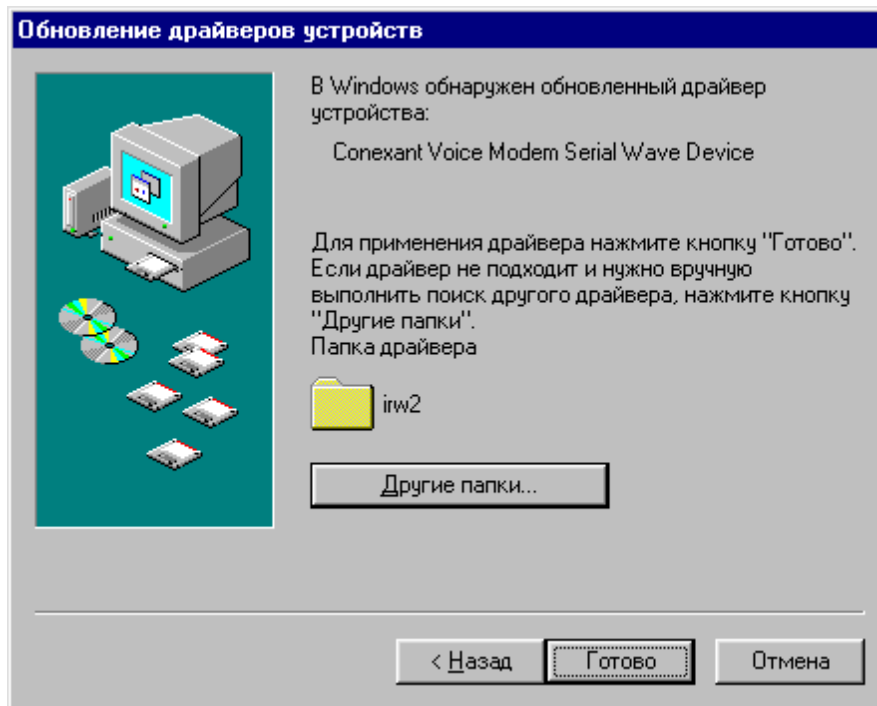 Обновление драйверов устройств
В Windows обнаружен обновленный драйвер
устройства:
Conexant Voice Modem Serial Wave Device
Для применения драйвера нажмите кнопку "Готово".
Если драйвер не подходит и нужно вручную
выполнить поиск другого драйвера, нажмите кнопку
"Другие папки".
Папка драйвера
irw2
Другие папки...
< Назад
Готово
Отмена